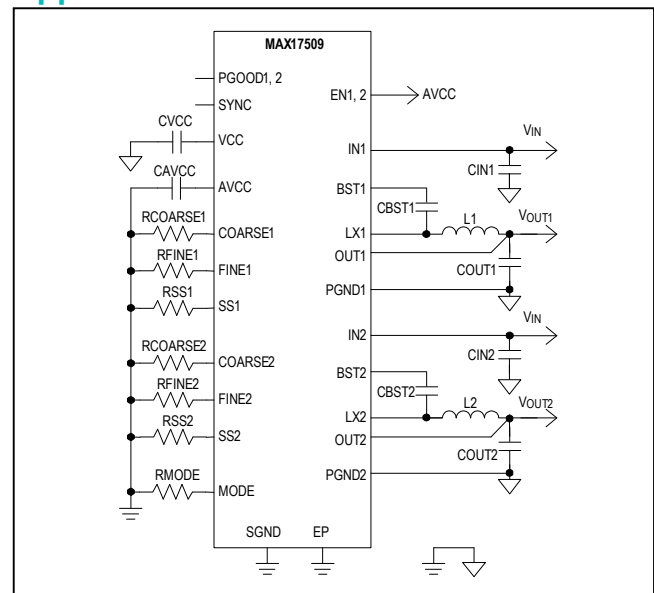 MAX17509
PGOOD1, 2
SYNC
CVCC
VCC
CAVCC
AVCC
RCOARSE1
COARSE1
RFINE1
FINE1
RSS1
SS1
RCOARSE2
COARSE2
RFINE2
FINE2
RSS2
SS2
RMODE
MODE
SGND
EP
EN1, 2
AVCC
VIN
IN1
CIN1
BST1
CBST1
L1
VOUT1
LX1
OUT1
COUT1
PGND1
VIN
IN2
CIN2
BST2
CBST2
L2
VOUT2
LX2
OUT2
COUT2
PGND2